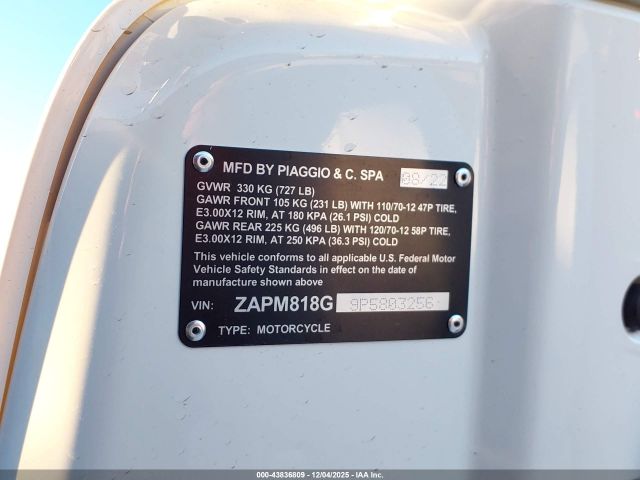 MFD BY PIAGGIO & C. SPA 08/22
GVWR 330 KG (727 LB)
GAWR FRONT 105 KG (231 LB) WITH 110/70-12 47P TIRE,
E3.00X12 RIM, AT 180 KPA (26.1 PSI) COLD
GAWR REAR 225 KG (496 LB) WITH 120/70-12 58P TIRE,
E3.00X12 RIM, AT 250 KPA (36.3 PSI) COLD
This vehicle conforms to all applicable U.S. Federal Motor
Vehicle Safety Standards in effect on the date of
manufacture shown above
VIN: ZAPM818G 9P5803256
TYPE: MOTORCYCLE
000-43836809 - 12/04/2025 - IAAI.COM